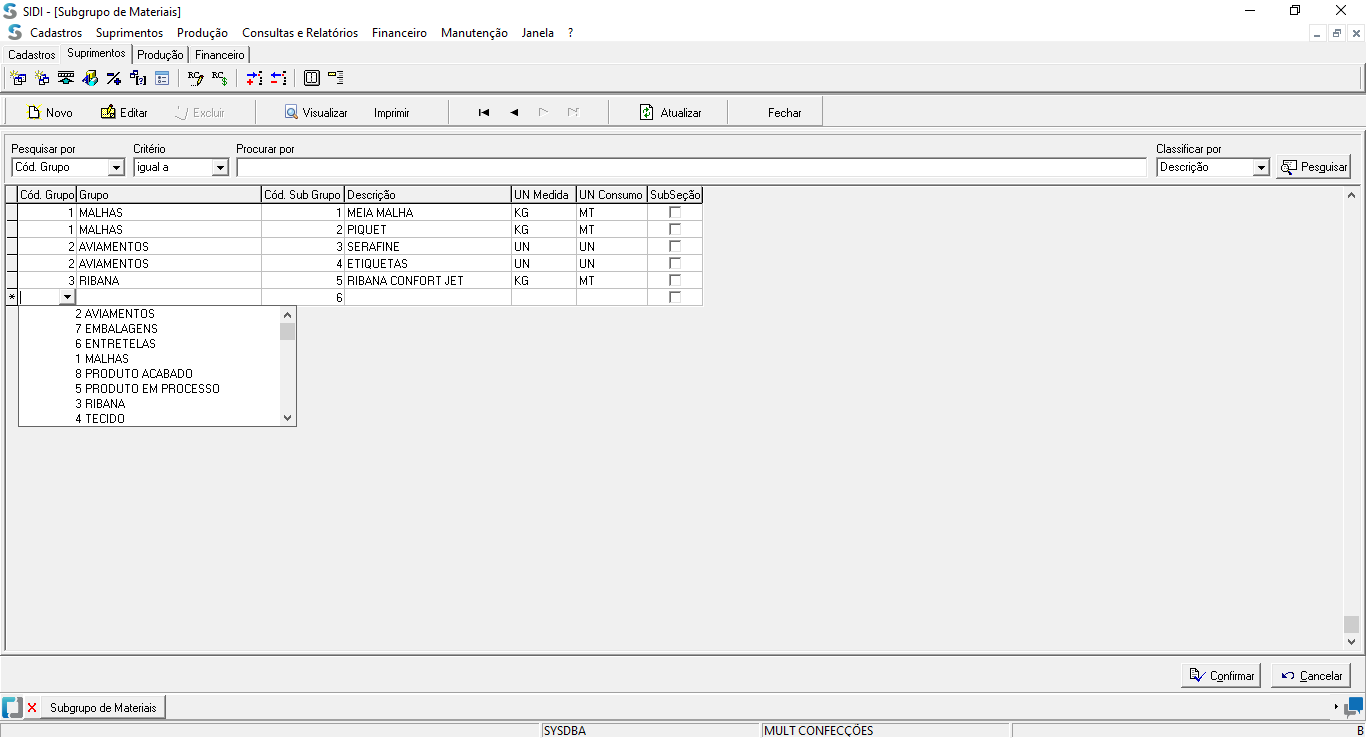 SIDI - [Subgrupo de Materiais]
Cadastros Suprimentos Produção Consultas e Relatórios Financeiro Manutenção Janela ?
Cadastros Suprimentos Produção Financeiro
Novo Editar Excluir Visualizar Imprimir Atualizar Fechar
Pesquisar por Critério Procurar por Classificar por
Cód. Grupo igual a Descrição Pesquisar
Cód. Grupo Grupo Cód. Sub Grupo Descrição UN Medida UN Consumo SubSeção
1 MALHAS 1 MEIA MALHA KG MT
1 MALHAS 2 PIQUET KG MT
2 AVIAMENTOS 3 SERAFINE UN UN
2 AVIAMENTOS 4 ETIQUETAS UN UN
3 RIBANA 5 RIBANA CONFORT JET KG MT
* 6
2 AVIAMENTOS
7 EMBALAGENS
6 ENTRETELAS
1 MALHAS
8 PRODUTO ACABADO
5 PRODUTO EM PROCESSO
3 RIBANA
4 TECIDO
Confirmar Cancelar
Subgrupo de Materiais
SYSDBA MULT CONFECÇÕES B